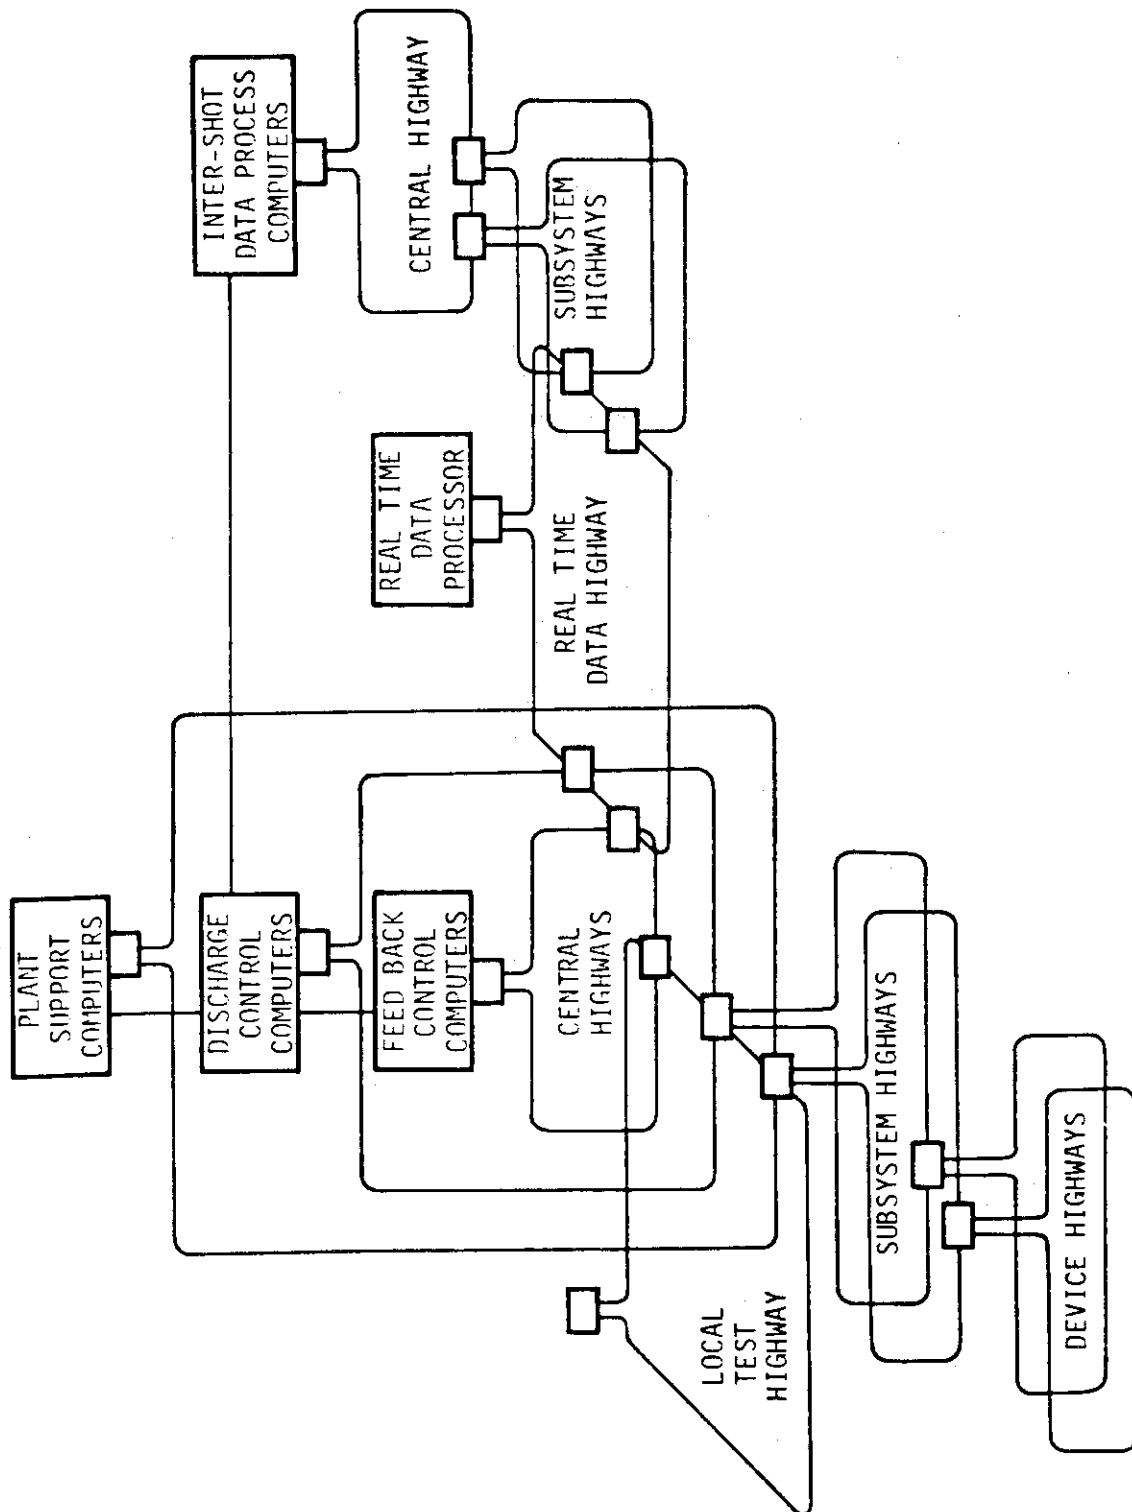 PLANT
SUPPORT
COMPUTERS
DISCHARGE
CONTROL
COMPUTERS
FEED BACK
CONTROL
COMPUTERS
CENTRAL
HIGHWAYS
INTER-SHOT
DATA PROCESS
COMPUTERS
CENTRAL HIGHWAY
SUBSYSTEM
HIGHWAYS
REAL TIME
DATA
PROCESSOR
REAL TIME
DATA HIGHWAY
LOCAL
TEST
HIGHWAY
SUBSYSTEM HIGHWAYS
DEVICE HIGHWAYS